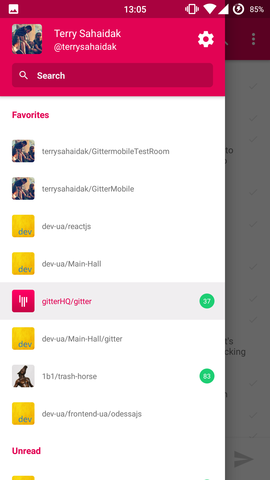 13:05
85%
Terry Sahaidak
@terrysahaidak
Search
Favorites
terrysahaidak/GittermobileTestRoom
terrysahaidak/GitterMobile
dev-ua/reactjs
dev
dev-ua/Main-Hall
dev
gitterHQ/gitter
37
dev-ua/Main-Hall/gitter
dev
1b1/trash-horse
83
dev-ua/frontend-ua/odessajs
dev
Unread
to
t's
cking